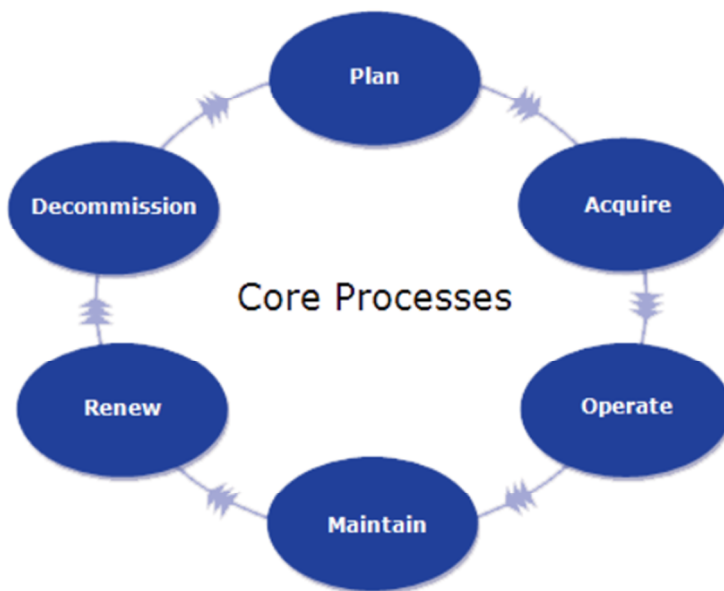 Plan
Acquire
Operate
Maintain
Renew
Decommission
Core Processes